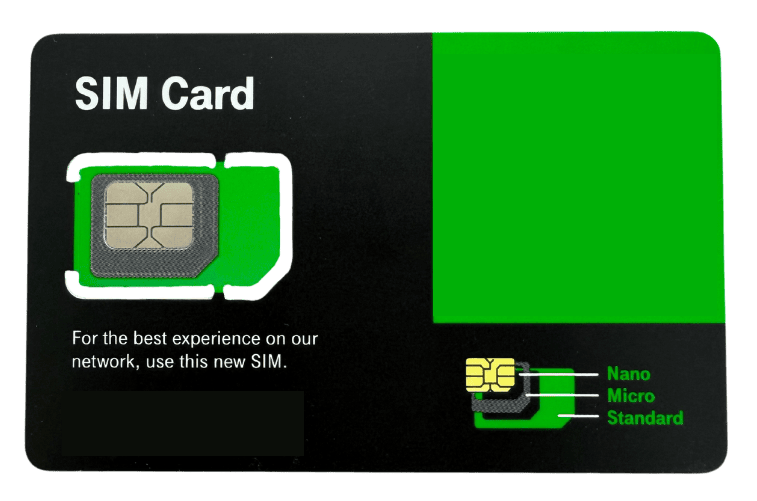 SIM Card
For the best experience on our
network, use this new SIM.
Nano
Micro
Standard